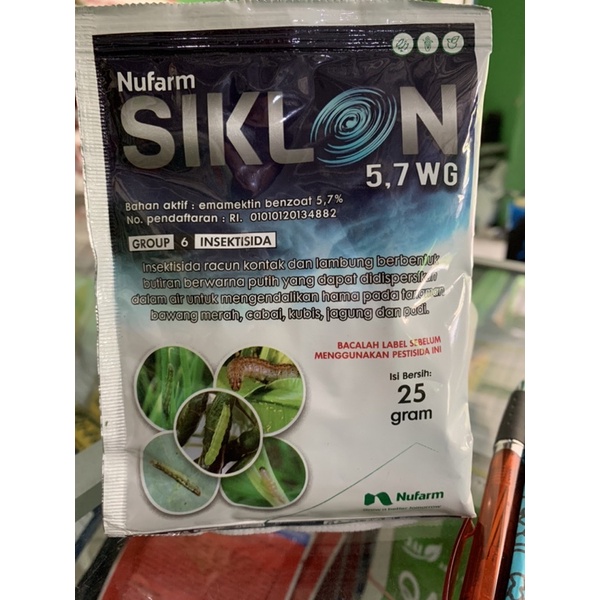 Nufarm
SIKLON
5,7 WG
Bahan aktif : emamektin benzoat 5,7%
No. pendaftaran : RI. 01010120134882
GROUP 6 INSEKTISIDA
Insektisida racun kontak dan lambung berbentuk
butiran berwarna putih yang dapat didispersikan
dalam air untuk mengendalikan hama pada tanaman
bawang merah, cabai, kubis, jagung dan padi.
BACALAH LABEL SEBELUM
MENGGUNAKAN PESTISIDA INI
Isi Bersih:
25
gram
Nufarm